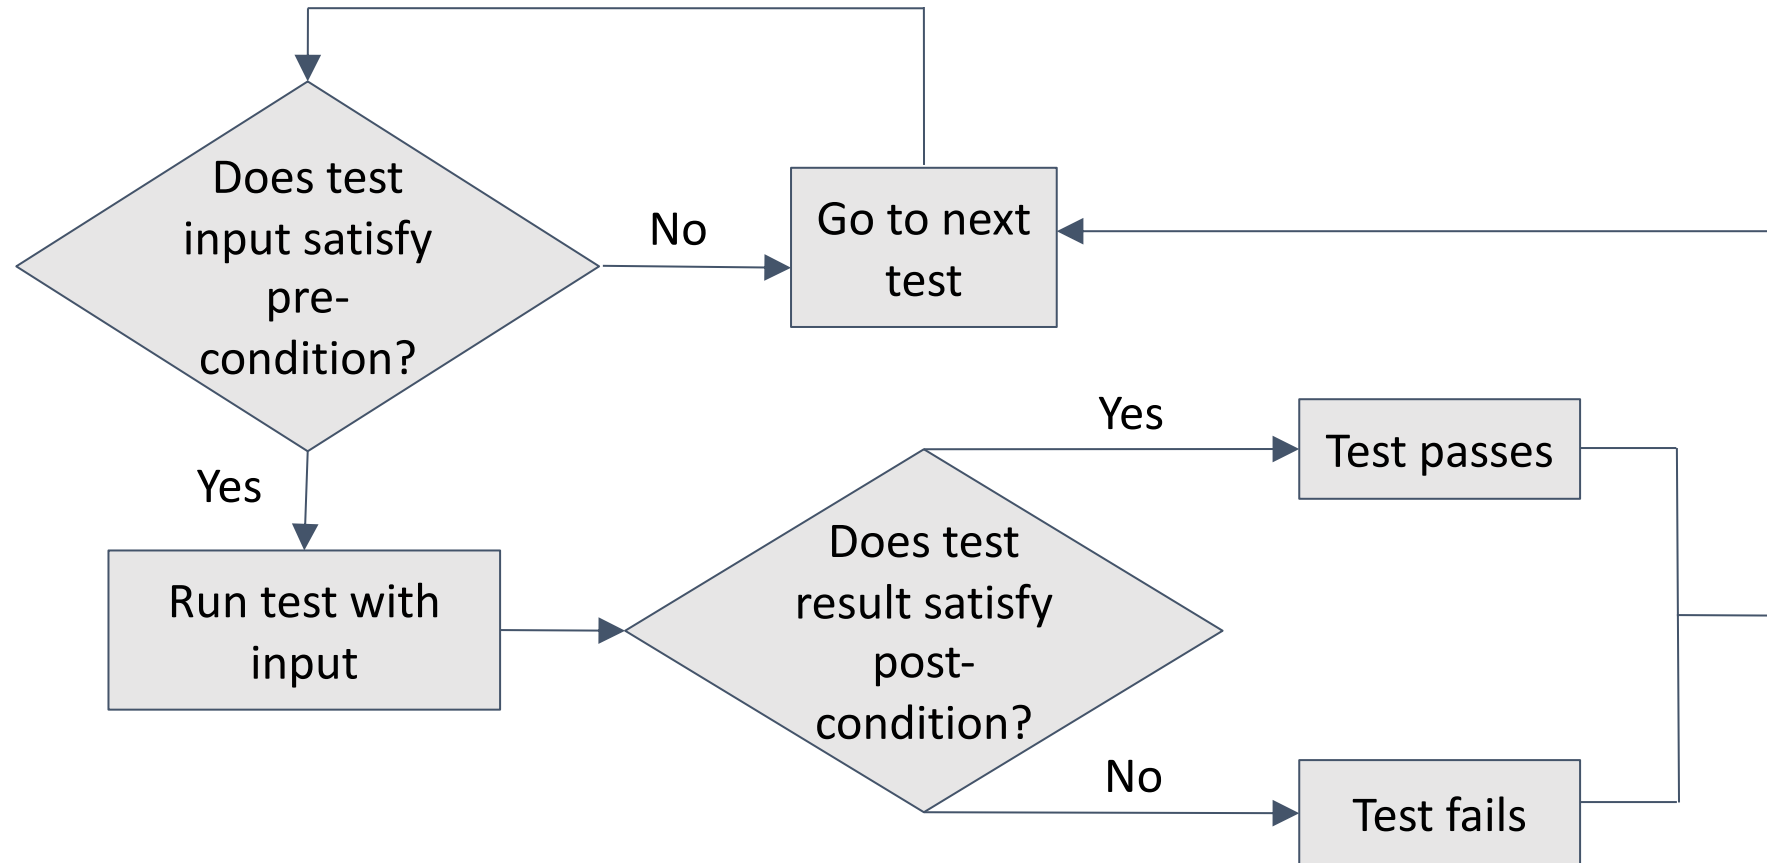 Does test
input satisfy
pre-
condition?
No
Go to next
test
Yes
Run test with
input
Does test
result satisfy
post-
condition?
Yes
Test passes
No
Test fails